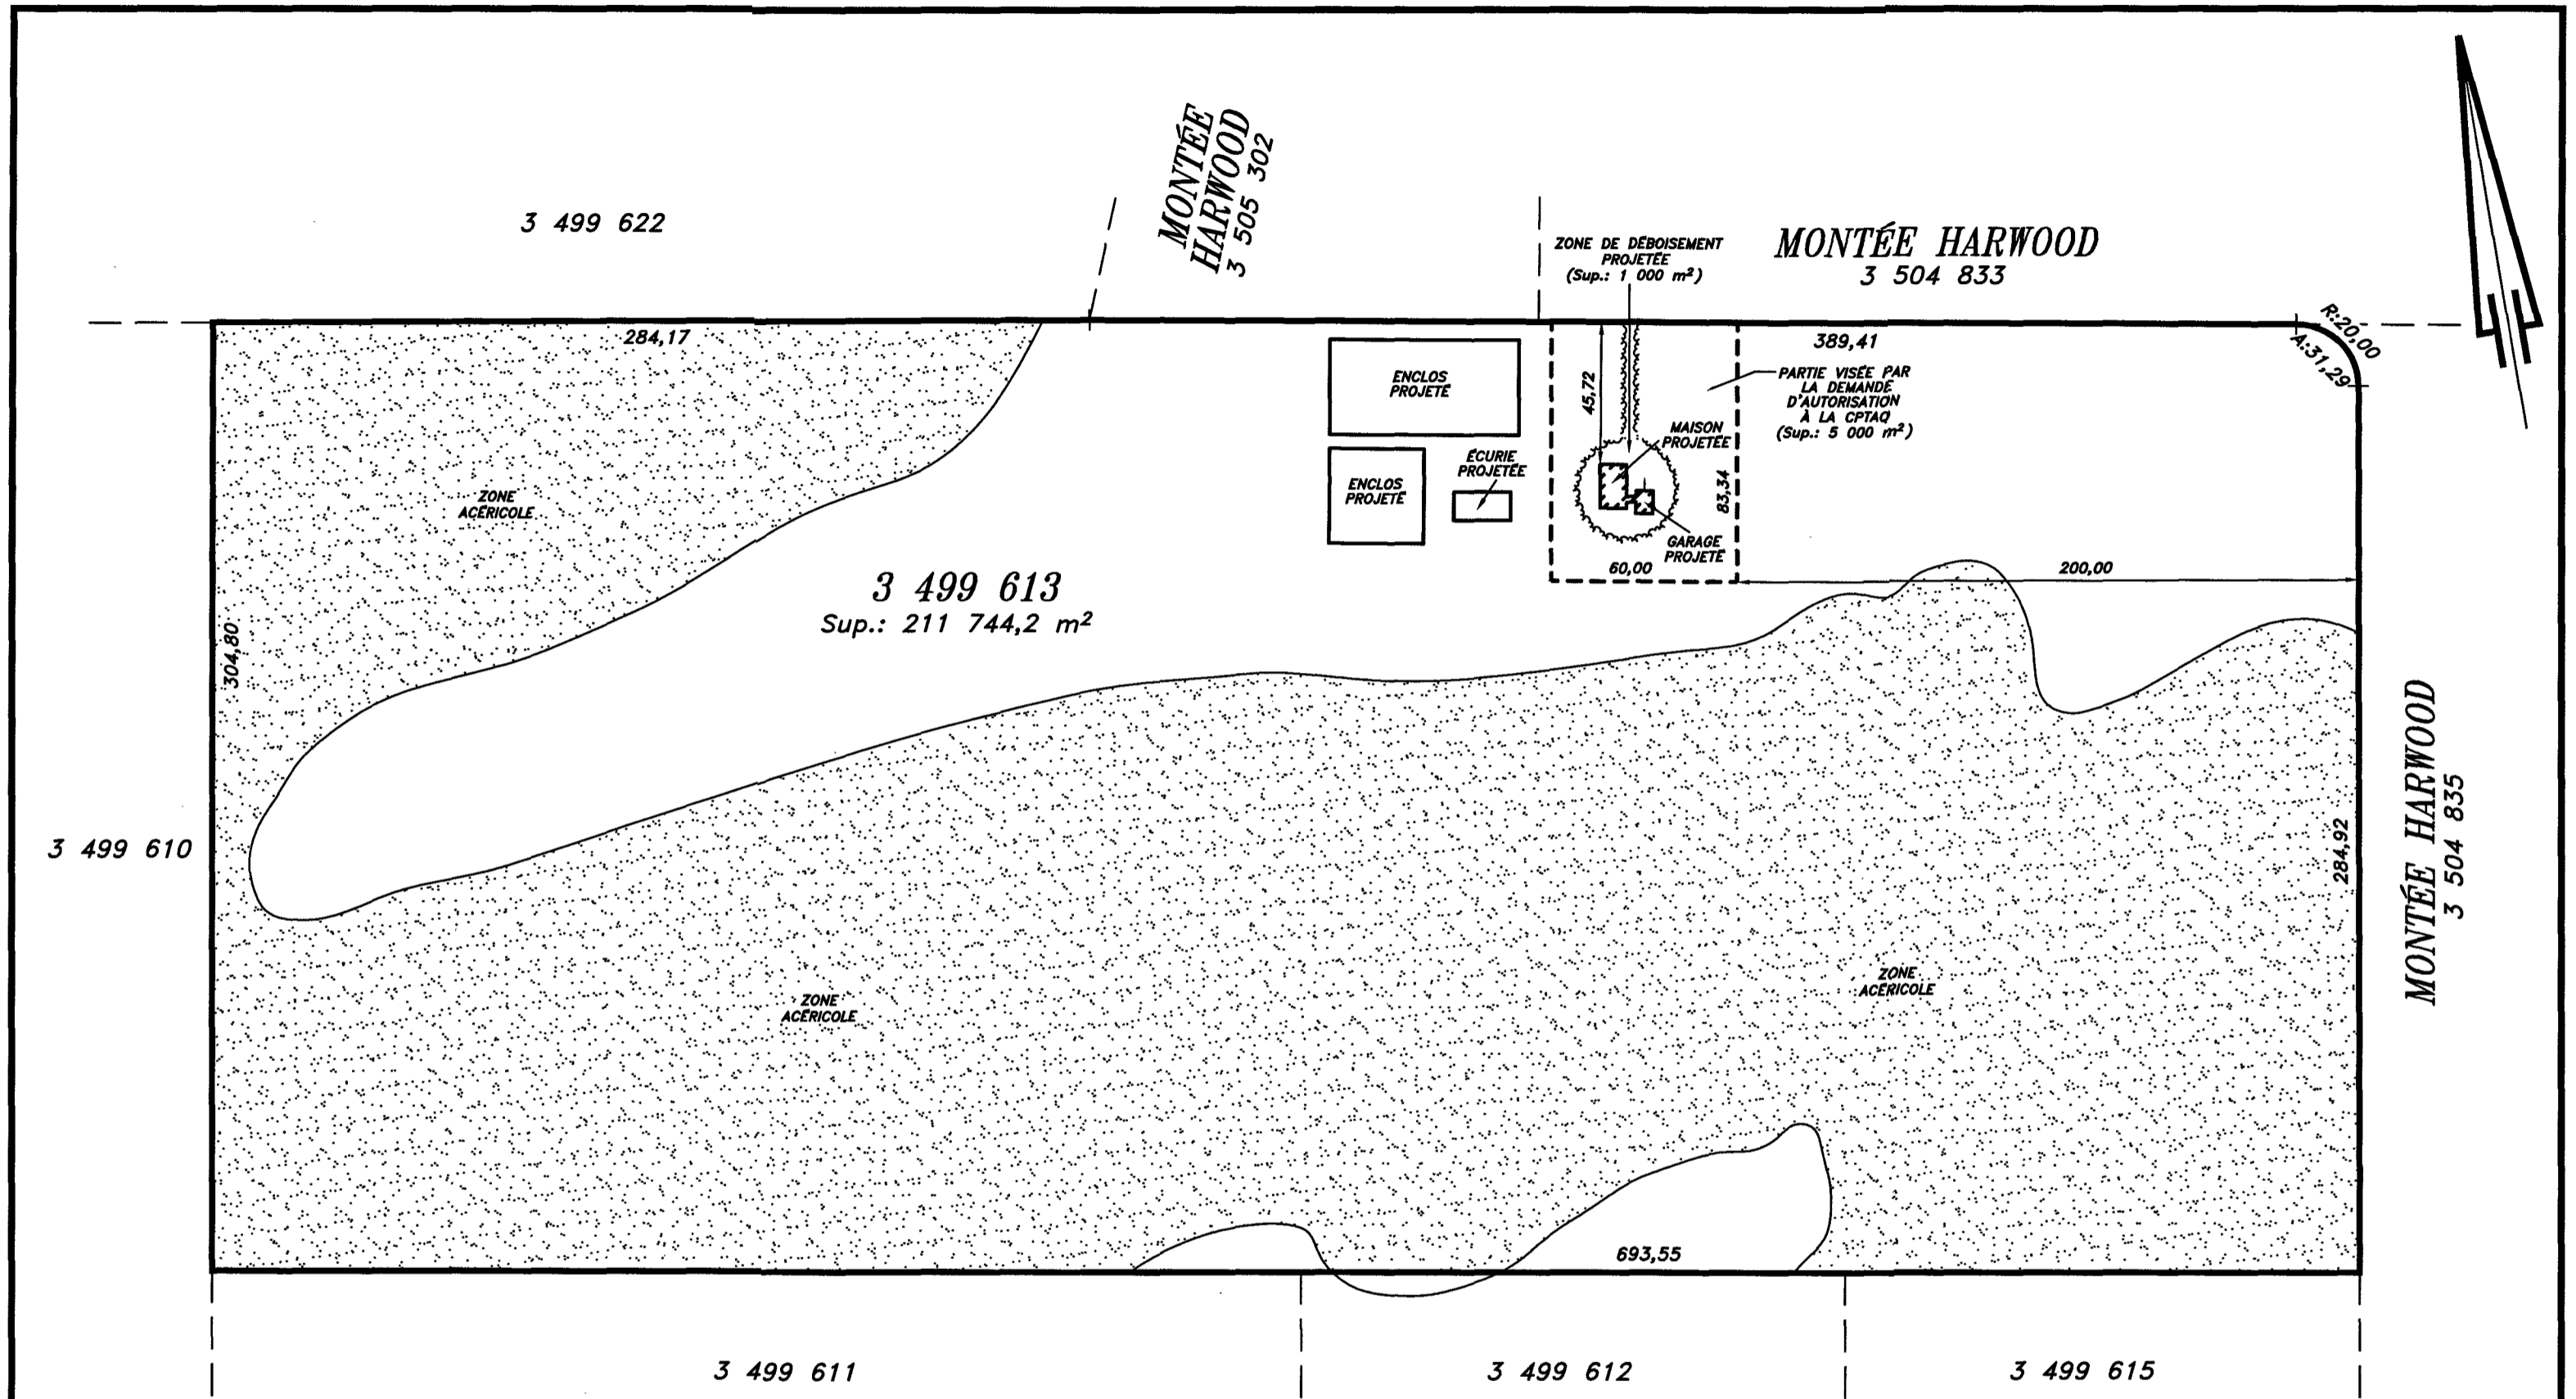 MONTÉE
HARWOOD
3 505 302
3 499 622
ZONE DE DÉBOISEMENT
PROJETÉE
(Sup.: 1 000 m²)
MONTÉE HARWOOD
3 504 833
R:20,00
A:31,29
284,17
389,41
ENCLOS
PROJETÉ
45,72
PARTIE VISÉE PAR
LA DEMANDE
D'AUTORISATION
À LA CPTAQ
(Sup.: 5 000 m²)
MAISON
PROJETÉE
ÉCURIE
PROJETÉE
ENCLOS
PROJETÉ
83,34
ZONE
ACÉRICOLE
GARAGE
PROJETÉ
60,00
200,00
3 499 613
Sup.: 211 744,2 m²
304,80
MONTÉE HARWOOD
3 504 835
3 499 610
284,92
ZONE
ACÉRICOLE
ZONE
ACÉRICOLE
693,55
3 499 611
3 499 612
3 499 615